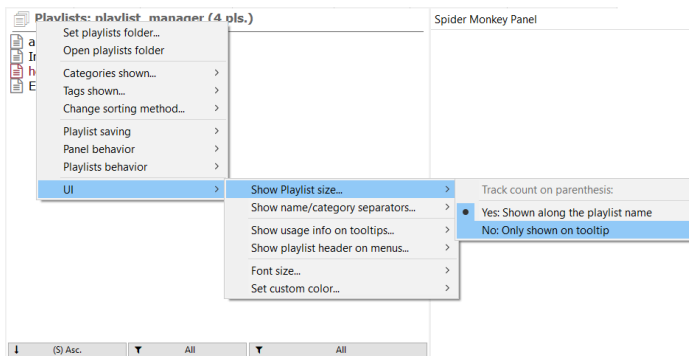 Playlists: playlist_manager (4 pls.)
Spider Monkey Panel
Set playlists folder...
Open playlists folder
Categories shown... >
Tags shown... >
Change sorting method... >
Playlist saving >
Panel behavior >
Playlists behavior >
UI >
Show Playlist size... >
Show name/category separators... >
Show usage info on tooltips... >
Show playlist header on menus... >
Font size... >
Set custom color... >
Track count on parenthesis:
Yes: Shown along the playlist name
No: Only shown on tooltip
a
In
h
E
(S) Asc.
All
All